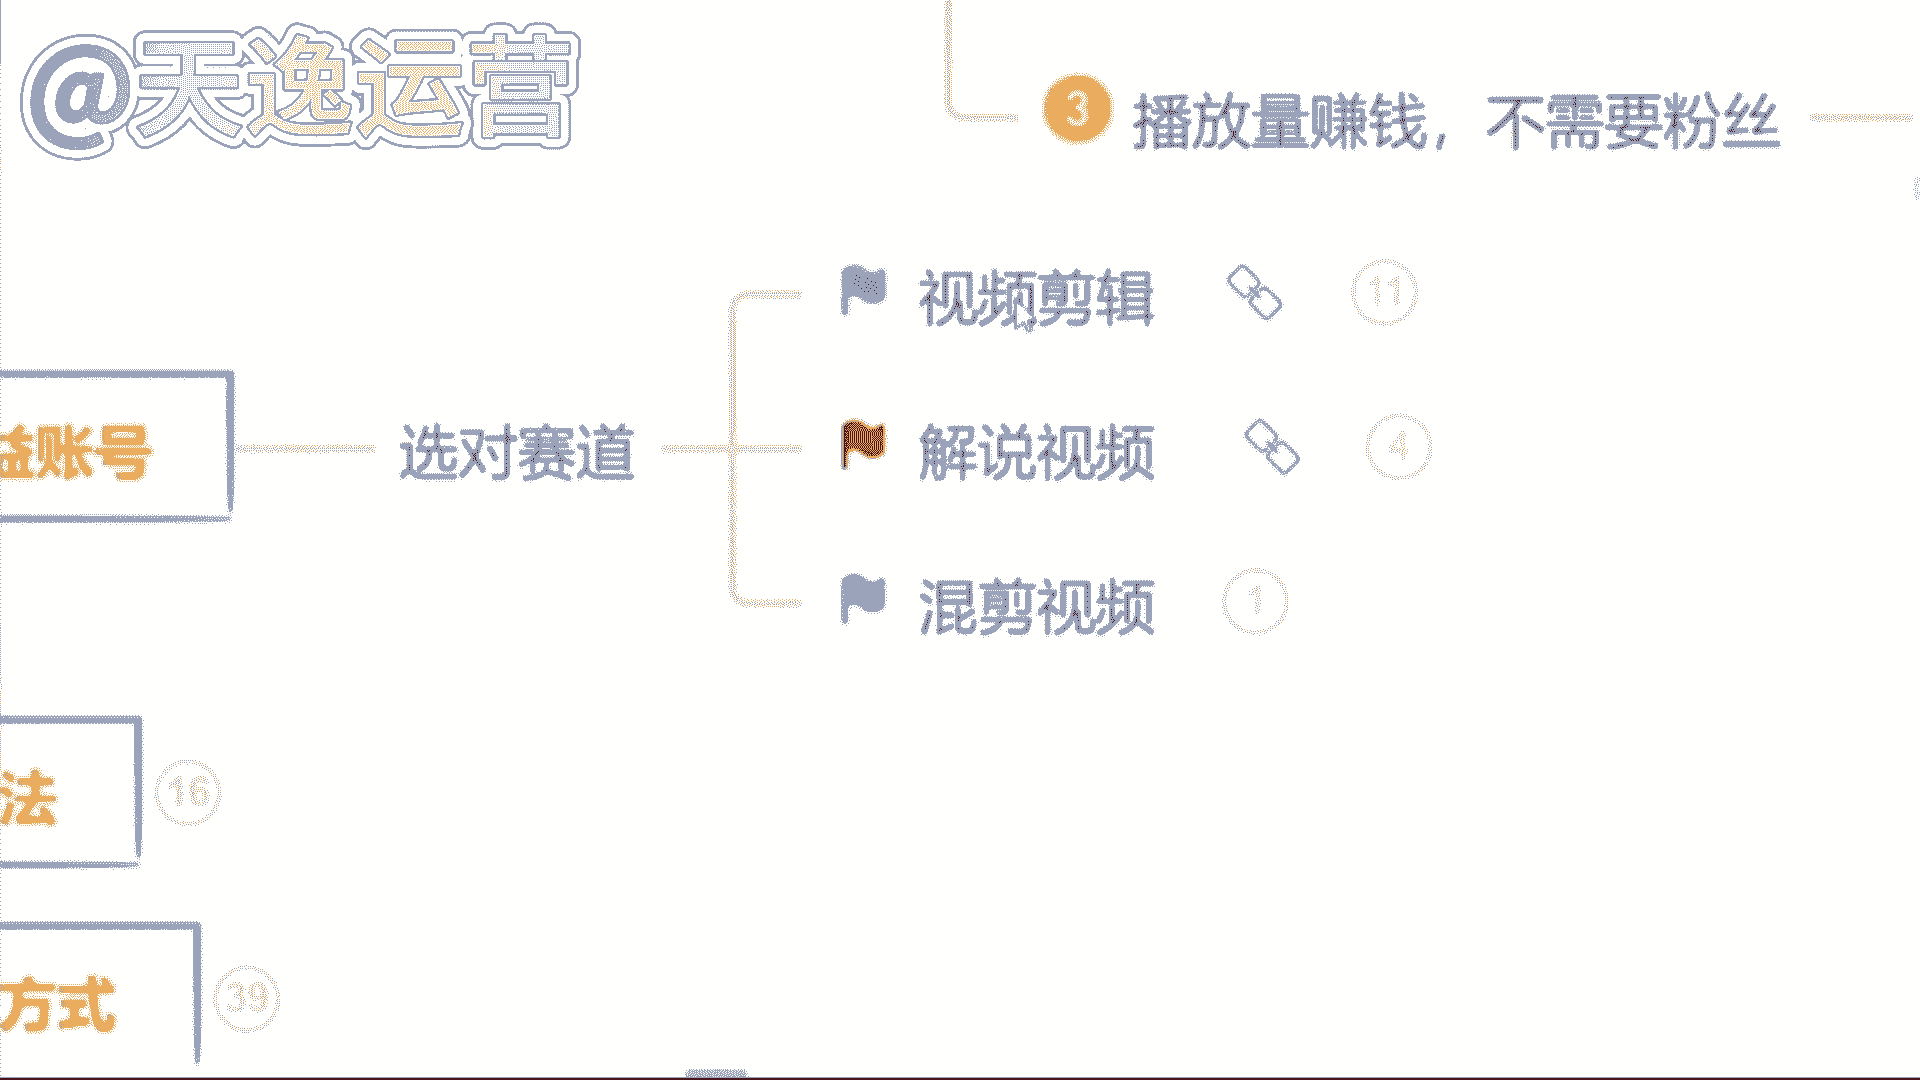 @天逸运营
3 播放量赚钱，不需要粉丝
视频剪辑 11
益账号
选对赛道
解说视频 4
混剪视频 1
法 16
方式 39